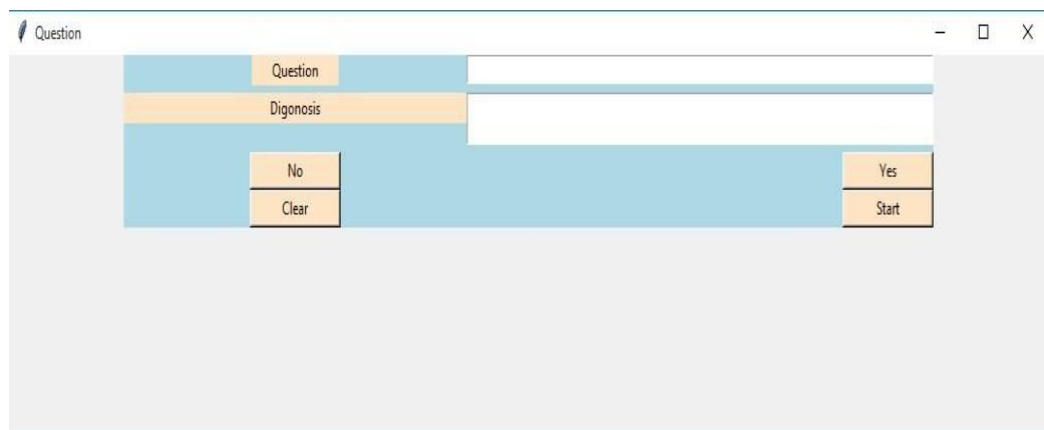 Question
Question
Digonosis
No Yes
Clear Start